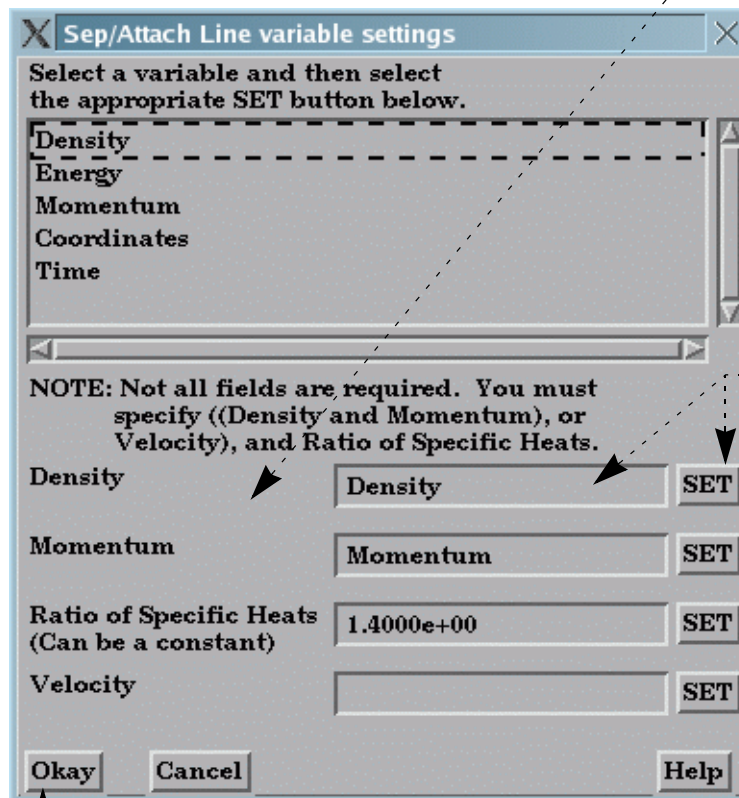 Sep/Attach Line variable settings
Select a variable and then select
the appropriate SET button below.
Density
Energy
Momentum
Coordinates
Time
NOTE: Not all fields are required. You must
specify ((Density and Momentum), or
Velocity), and Ratio of Specific Heats.
Density Density SET
Momentum Momentum SET
Ratio of Specific Heats
(Can be a constant) 1.4000e+00 SET
Velocity SET
Okay Cancel Help